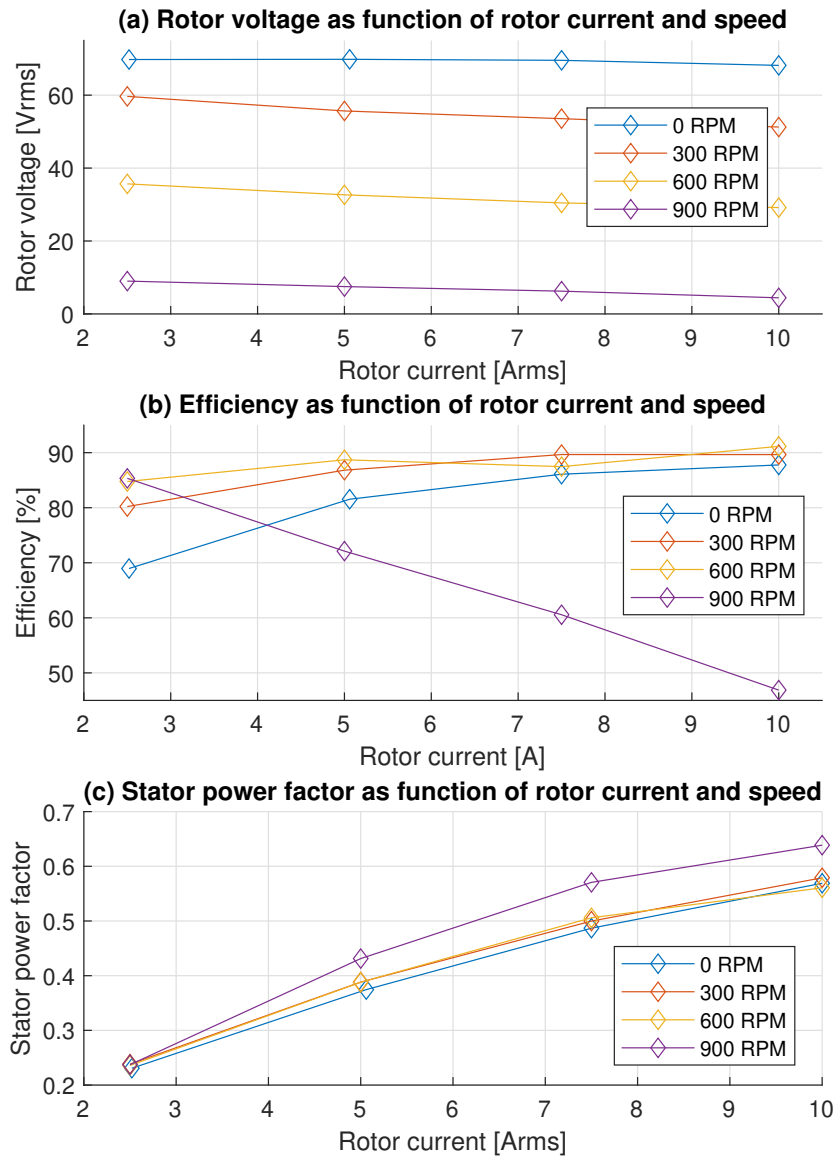 (a) Rotor voltage as function of rotor current and speed
Rotor voltage [Vrms]
60
40
20
0
0 RPM
300 RPM
600 RPM
900 RPM
2 3 4 5 6 7 8 9 10
Rotor current [Arms]
(b) Efficiency as function of rotor current and speed
Efficiency [%]
90
80
70
60
50
0 RPM
300 RPM
600 RPM
900 RPM
2 3 4 5 6 7 8 9 10
Rotor current [A]
(c) Stator power factor as function of rotor current and speed
Stator power factor
0.7
0.6
0.5
0.4
0.3
0.2
0 RPM
300 RPM
600 RPM
900 RPM
2 3 4 5 6 7 8 9 10
Rotor current [Arms]